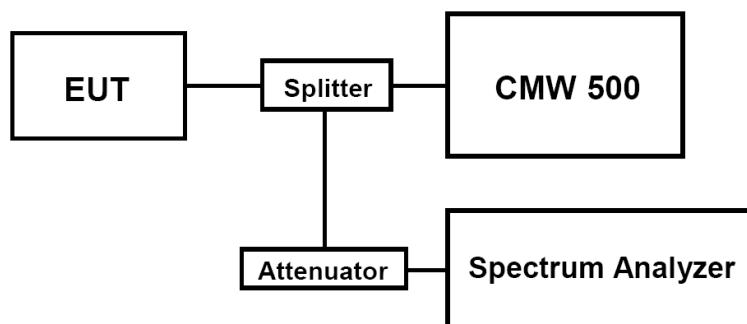 EUT
Splitter
CMW 500
Attenuator
Spectrum Analyzer